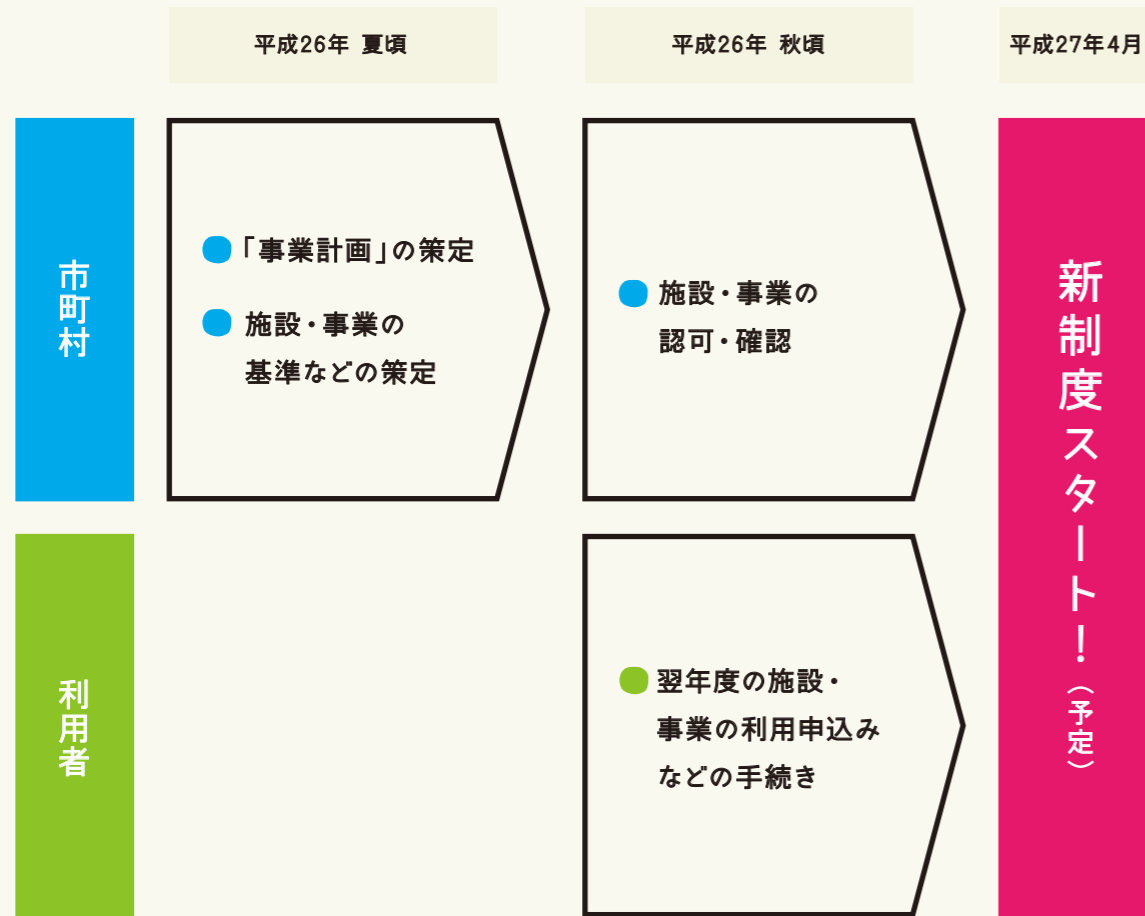 平成26年 夏頃
平成26年 秋頃
平成27年4月
市町村
「事業計画」の策定
施設・事業の
基準などの策定
施設・事業の
認可・確認
利用者
翌年度の施設・
事業の利用申込み
などの手続き
新制度スタート！（予定）